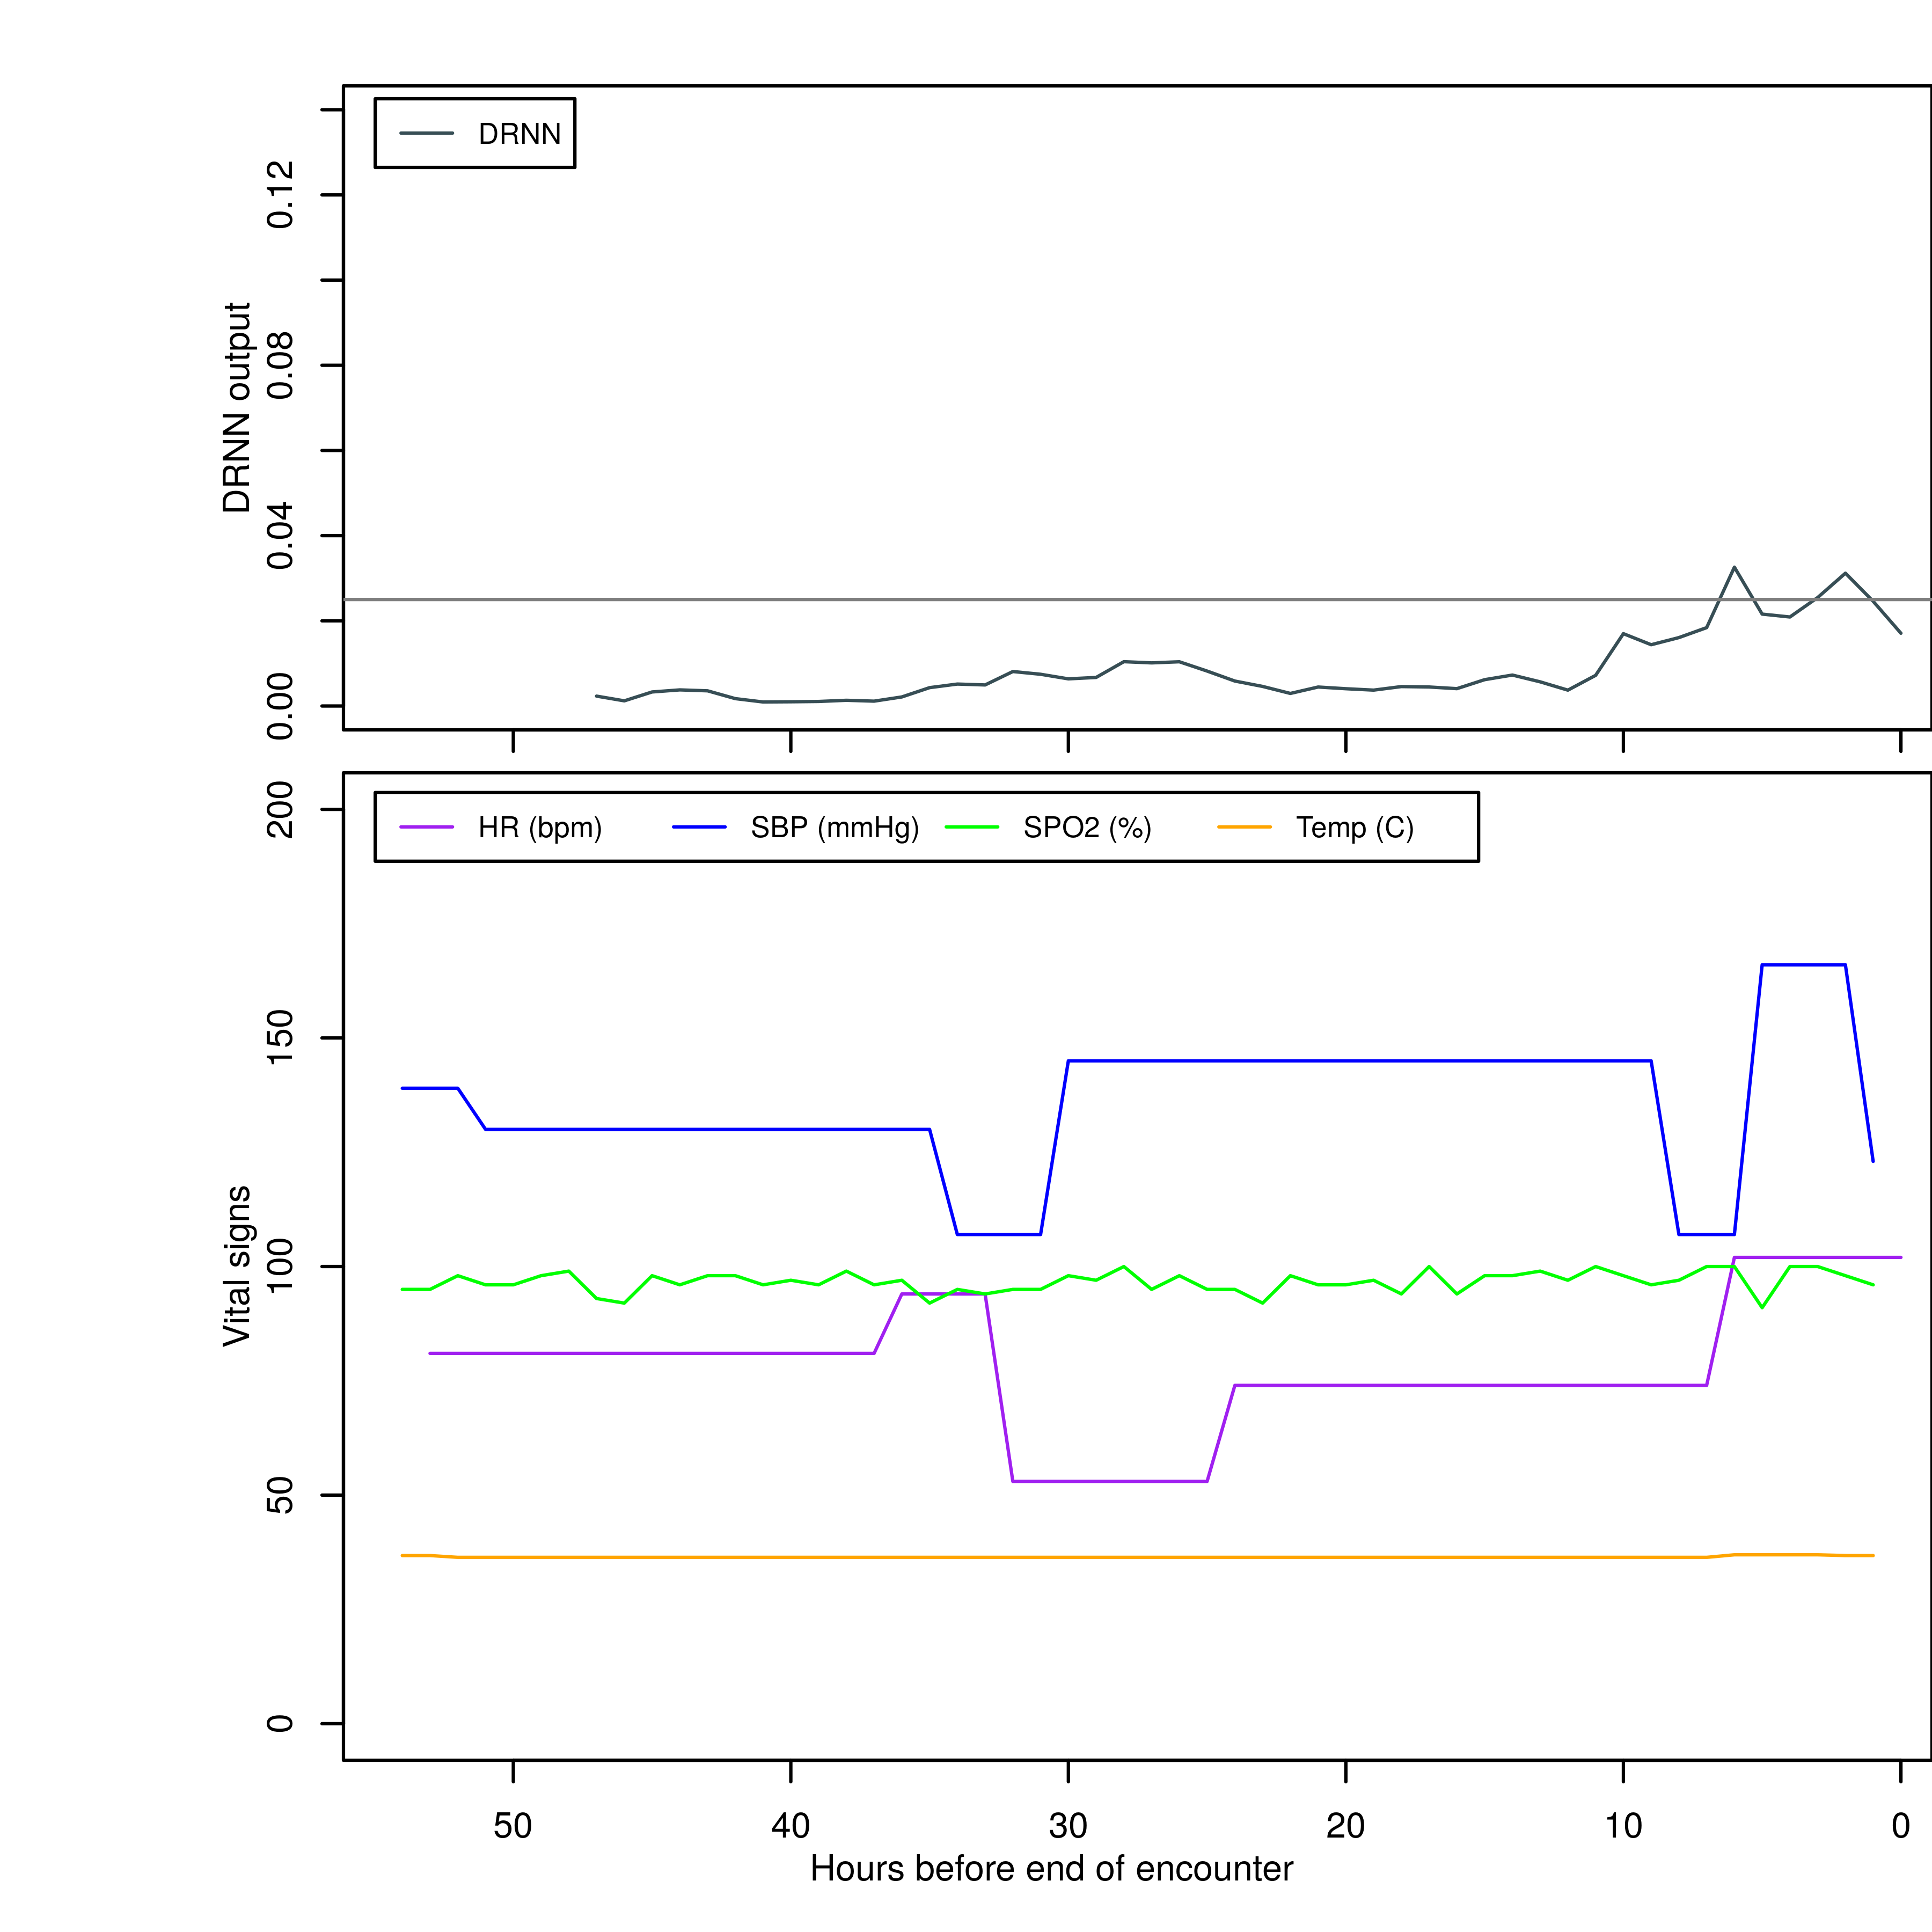 DRNN
DRNN output
0.12
0.08
0.04
0.00
HR (bpm) SBP (mmHg) SPO2 (%) Temp (C)
Vital signs
200
150
100
50
0
50 40 30 20 10 0
Hours before end of encounter